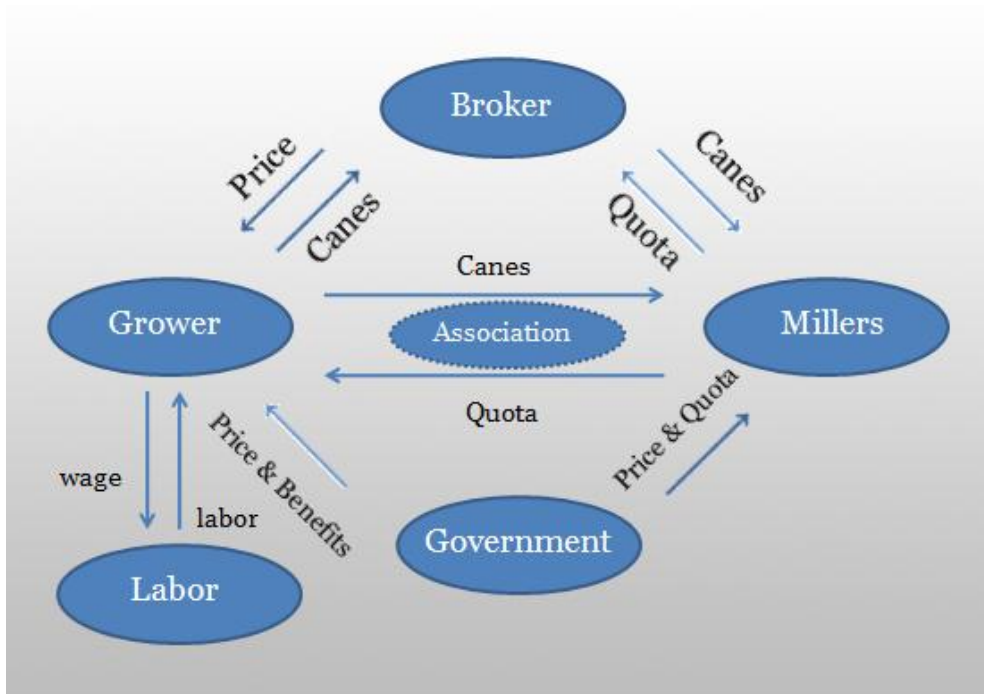 Broker
Price
Canes
Canes
Quota
Canes
Grower
Association
Millers
Quota
wage
labor
Price & Benefits
Price & Quota
Government
Labor